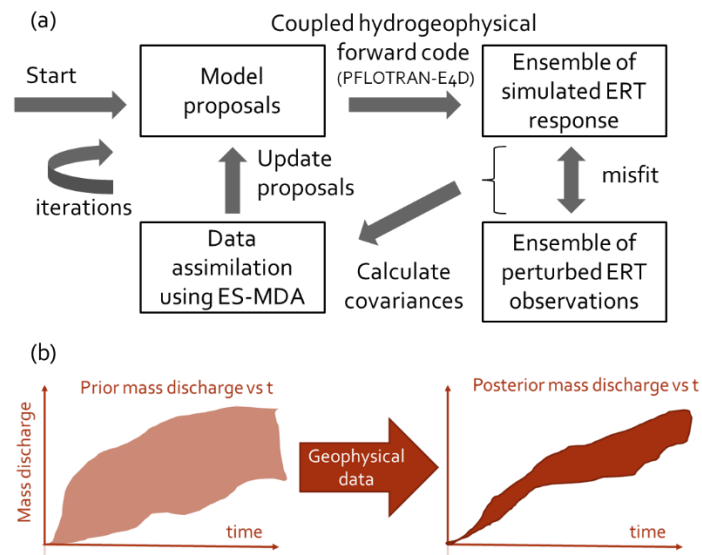 (a)
Start
Model
proposals
Coupled hydrogeophysical
forward code
(PFLOTRAN-E4D)
Ensemble of
simulated ERT
response
iterations
Update
proposals
misfit
Data
assimilation
using ES-MDA
Calculate
covariances
Ensemble of
perturbed ERT
observations
(b)
Prior mass discharge vs t
Mass discharge
time
Geophysical
data
Posterior mass discharge vs t
time